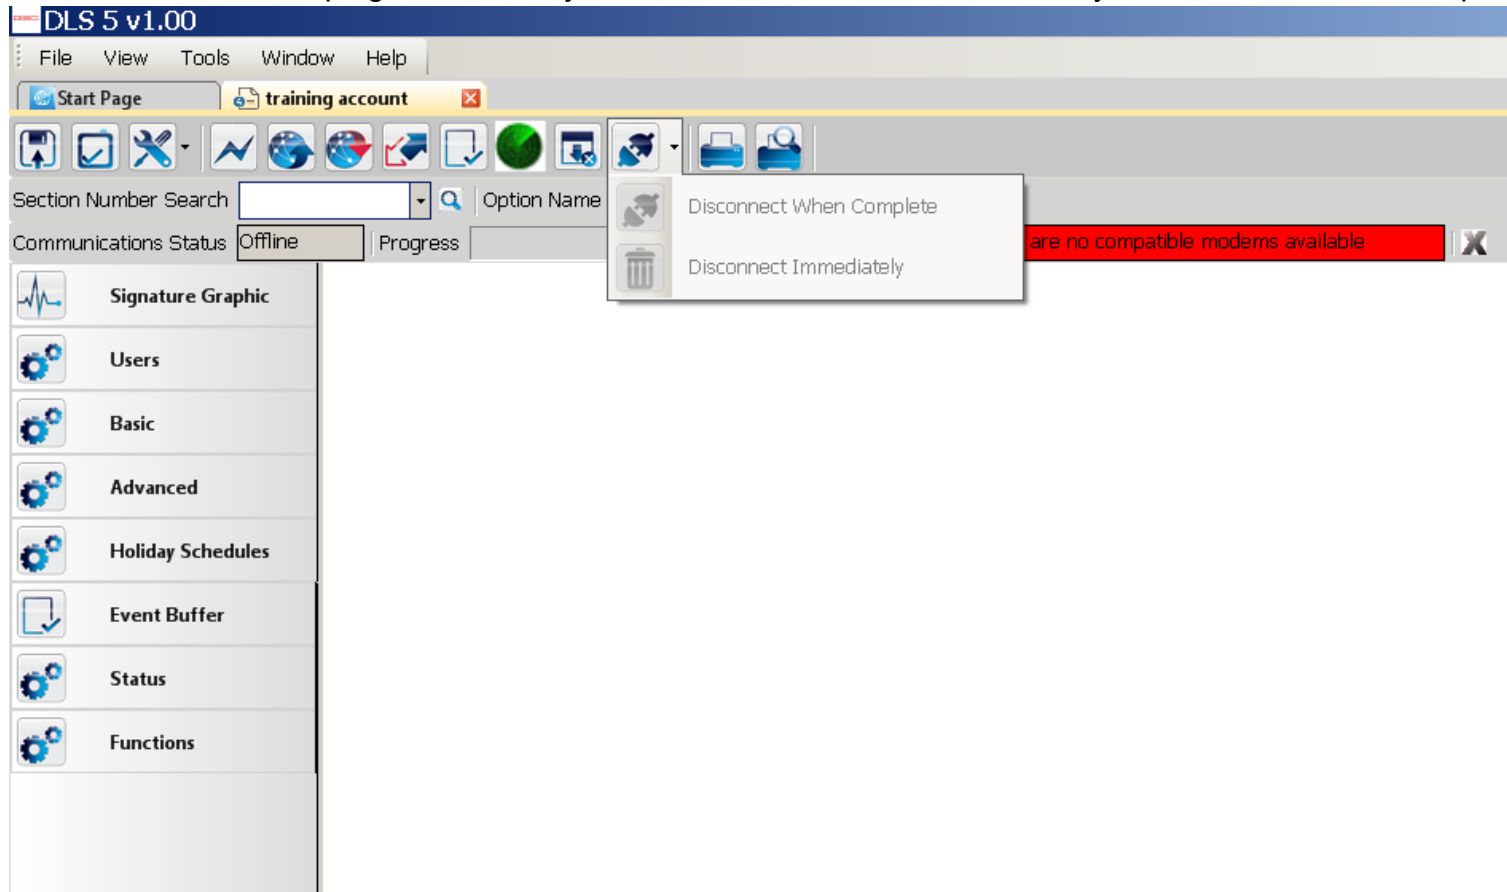 DLS 5 v1.00
File View Tools Window Help
Start Page training account
Section Number Search Option Name
Disconnect When Complete
Communications Status Offline Progress are no compatible modems available
Disconnect Immediately
Signature Graphic
Users
Basic
Advanced
Holiday Schedules
Event Buffer
Status
Functions